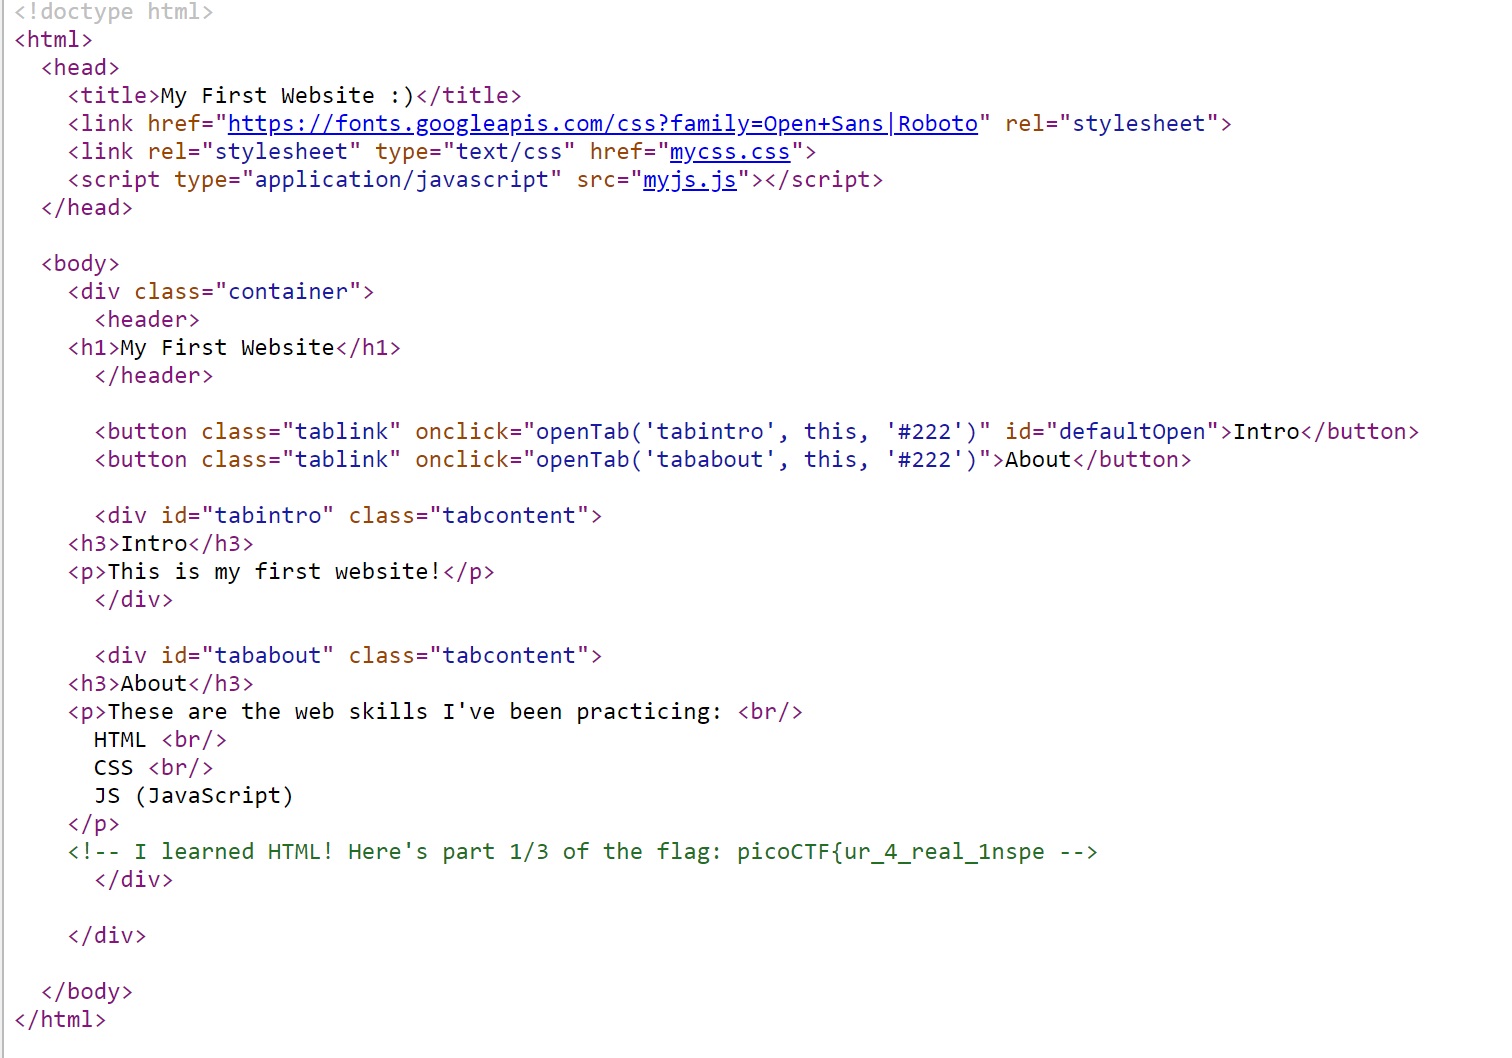 <!doctype html>
<html>
<head>
<title>My First Website :)</title>
<link href="https://fonts.googleapis.com/css?family=Open+Sans|Roboto" rel="stylesheet">
<link rel="stylesheet" type="text/css" href="mycss.css">
<script type="application/javascript" src="myjs.js"></script>
</head>
<body>
<div class="container">
<header>
<h1>My First Website</h1>
</header>
<button class="tablink" onclick="openTab('tabintro', this, '#222')" id="defaultOpen">Intro</button>
<button class="tablink" onclick="openTab('tababout', this, '#222')">About</button>
<div id="tabintro" class="tabcontent">
<h3>Intro</h3>
<p>This is my first website!</p>
</div>
<div id="tababout" class="tabcontent">
<h3>About</h3>
<p>These are the web skills I've been practicing: <br/>
HTML <br/>
CSS <br/>
JS (JavaScript)
</p>
<!-- I learned HTML! Here's part 1/3 of the flag: picoCTF{ur_4_real_1nspe -->
</div>
</div>
</body>
</html>